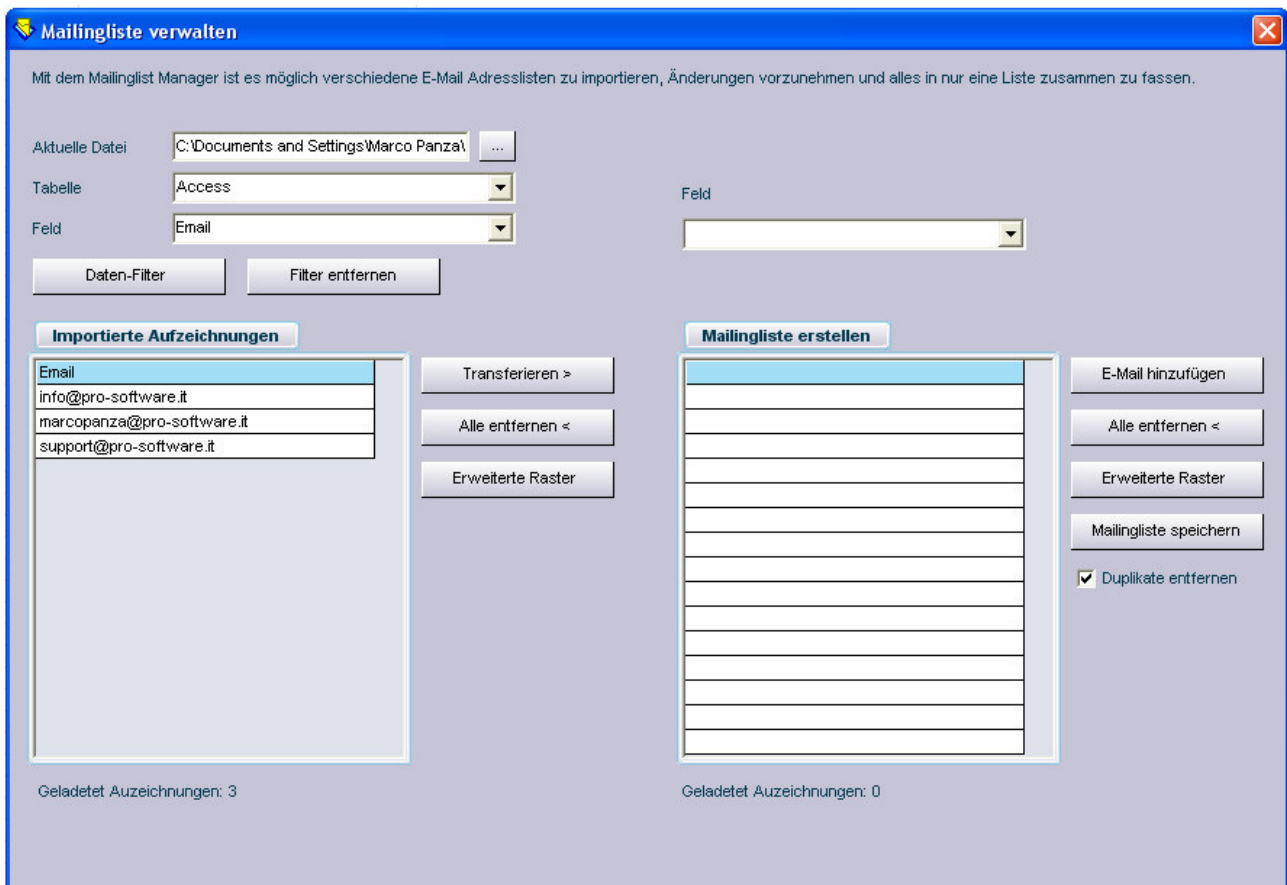 Mailingliste verwalten
Mit dem Mailinglist Manager ist es möglich verschiedene E-Mail Adresslisten zu importieren, Änderungen vorzunehmen und alles in nur eine Liste zusammen zu fassen.
Aktuelle Datei
C:\Documents and Settings\Marco Panza\
...
Tabelle
Access
Feld
Email
Feld
Daten-Filter
Filter entfernen
Importierte Aufzeichnungen
Email
info@pro-software.it
marcopanza@pro-software.it
support@pro-software.it
Transferieren >
Alle entfernen <
Erweiterte Raster
Geladetet Auzeichnungen: 3
Mailingliste erstellen
E-Mail hinzufügen
Alle entfernen <
Erweiterte Raster
Mailingliste speichern
Duplikate entfernen
Geladetet Auzeichnungen: 0